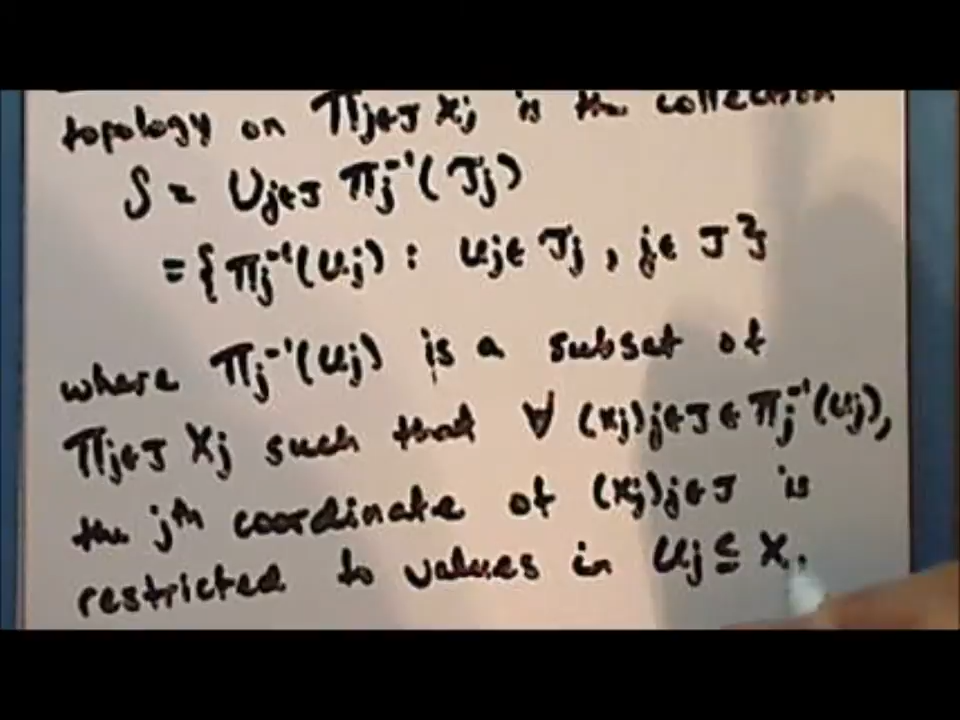 topology on Πj∈J Xj is the collection
S = ∪j∈J πj⁻¹(Tj)
= {πj⁻¹(Uj) : Uj ∈ Tj , j ∈ J}
where πj⁻¹(Uj) is a subset of
Πj∈J Xj such that ∀ (xj)j∈J ∈ πj⁻¹(Uj),
the jth coordinate of (xj)j∈J is
restricted to values in Uj ⊆ X